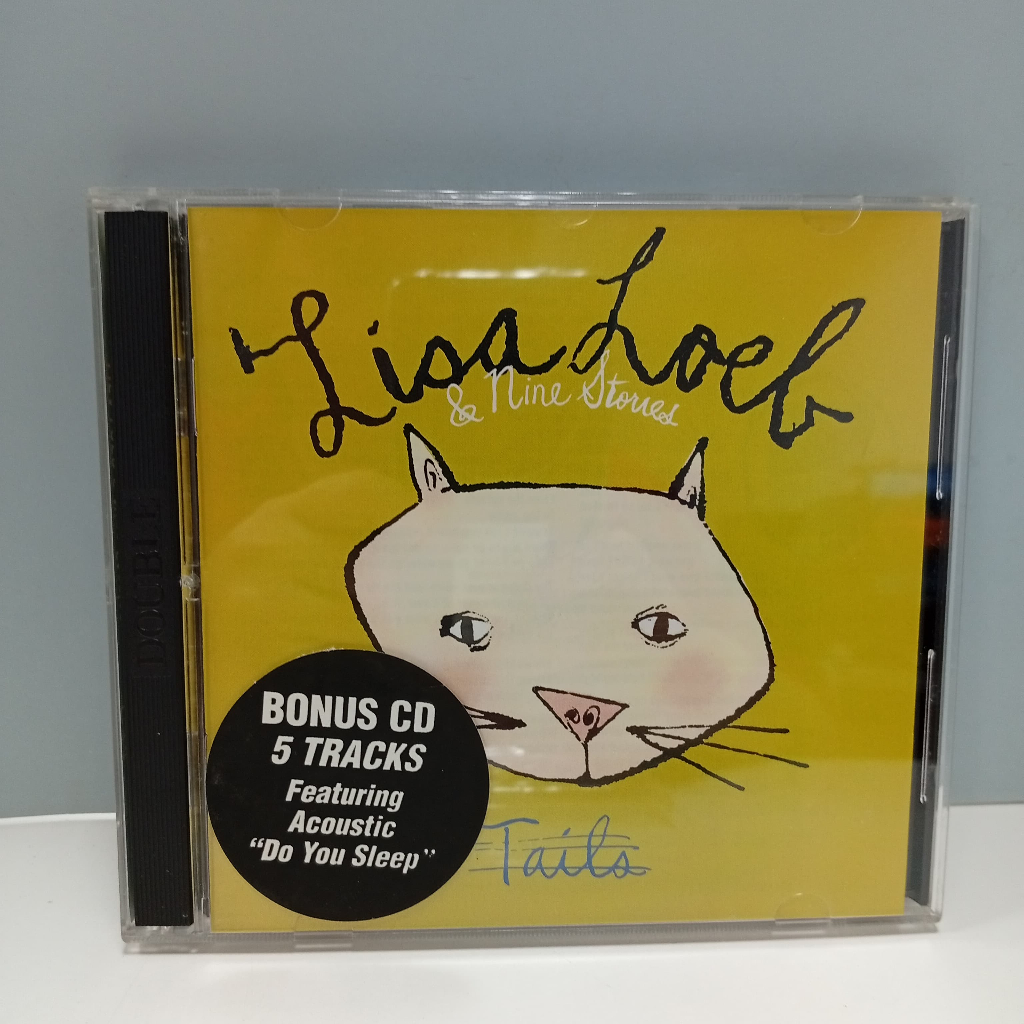 Lisa Loeb
& Nine Stories
DOUBLE
BONUS CD
5 TRACKS
Featuring
Acoustic
"Do You Sleep"
Tails